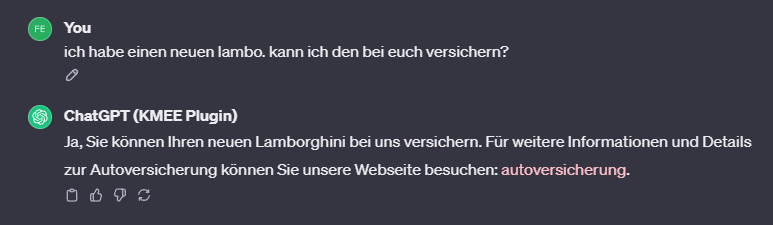 FE
You
ich habe einen neuen lambo. kann ich den bei euch versichern?
ChatGPT (KMEE Plugin)
Ja, Sie können Ihren neuen Lamborghini bei uns versichern. Für weitere Informationen und Details
zur Autoversicherung können Sie unsere Webseite besuchen: autoversicherung.